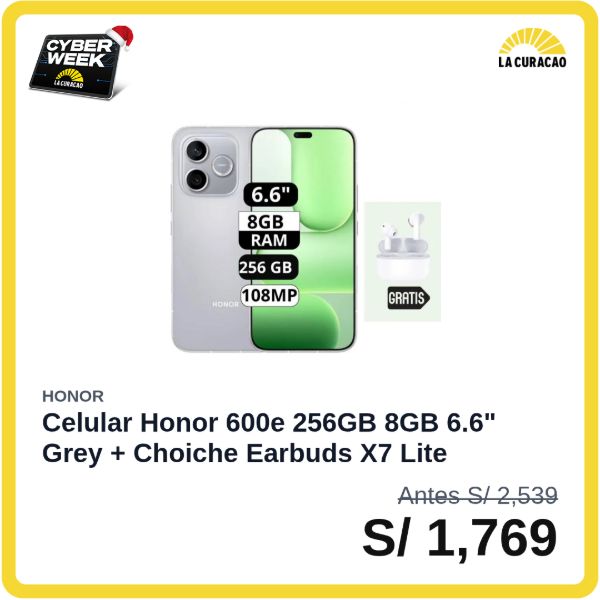 CYBER
WEEK
LA CURACAO
LA CURACAO
6.6"
8GB
RAM
256 GB
108MP
HONOR
GRATIS
HONOR
Celular Honor 600e 256GB 8GB 6.6"
Grey + Choiche Earbuds X7 Lite
Antes S/ 2,539
S/ 1,769